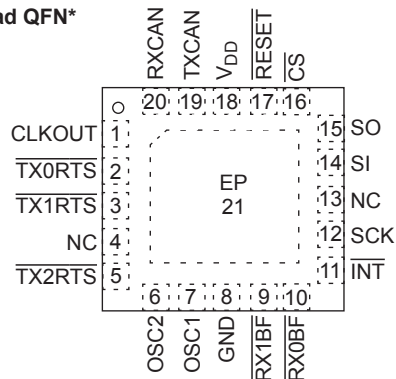 ad QFN*
RXCAN
TXCAN
VDD
RESET
CS
20 19 18 17 16
CLKOUT 1
TX0RTS 2
TX1RTS 3
NC 4
TX2RTS 5
EP
21
15 SO
14 SI
13 NC
12 SCK
11 INT
6 7 8 9 10
OSC2
OSC1
GND
RX1BF
RX0BF